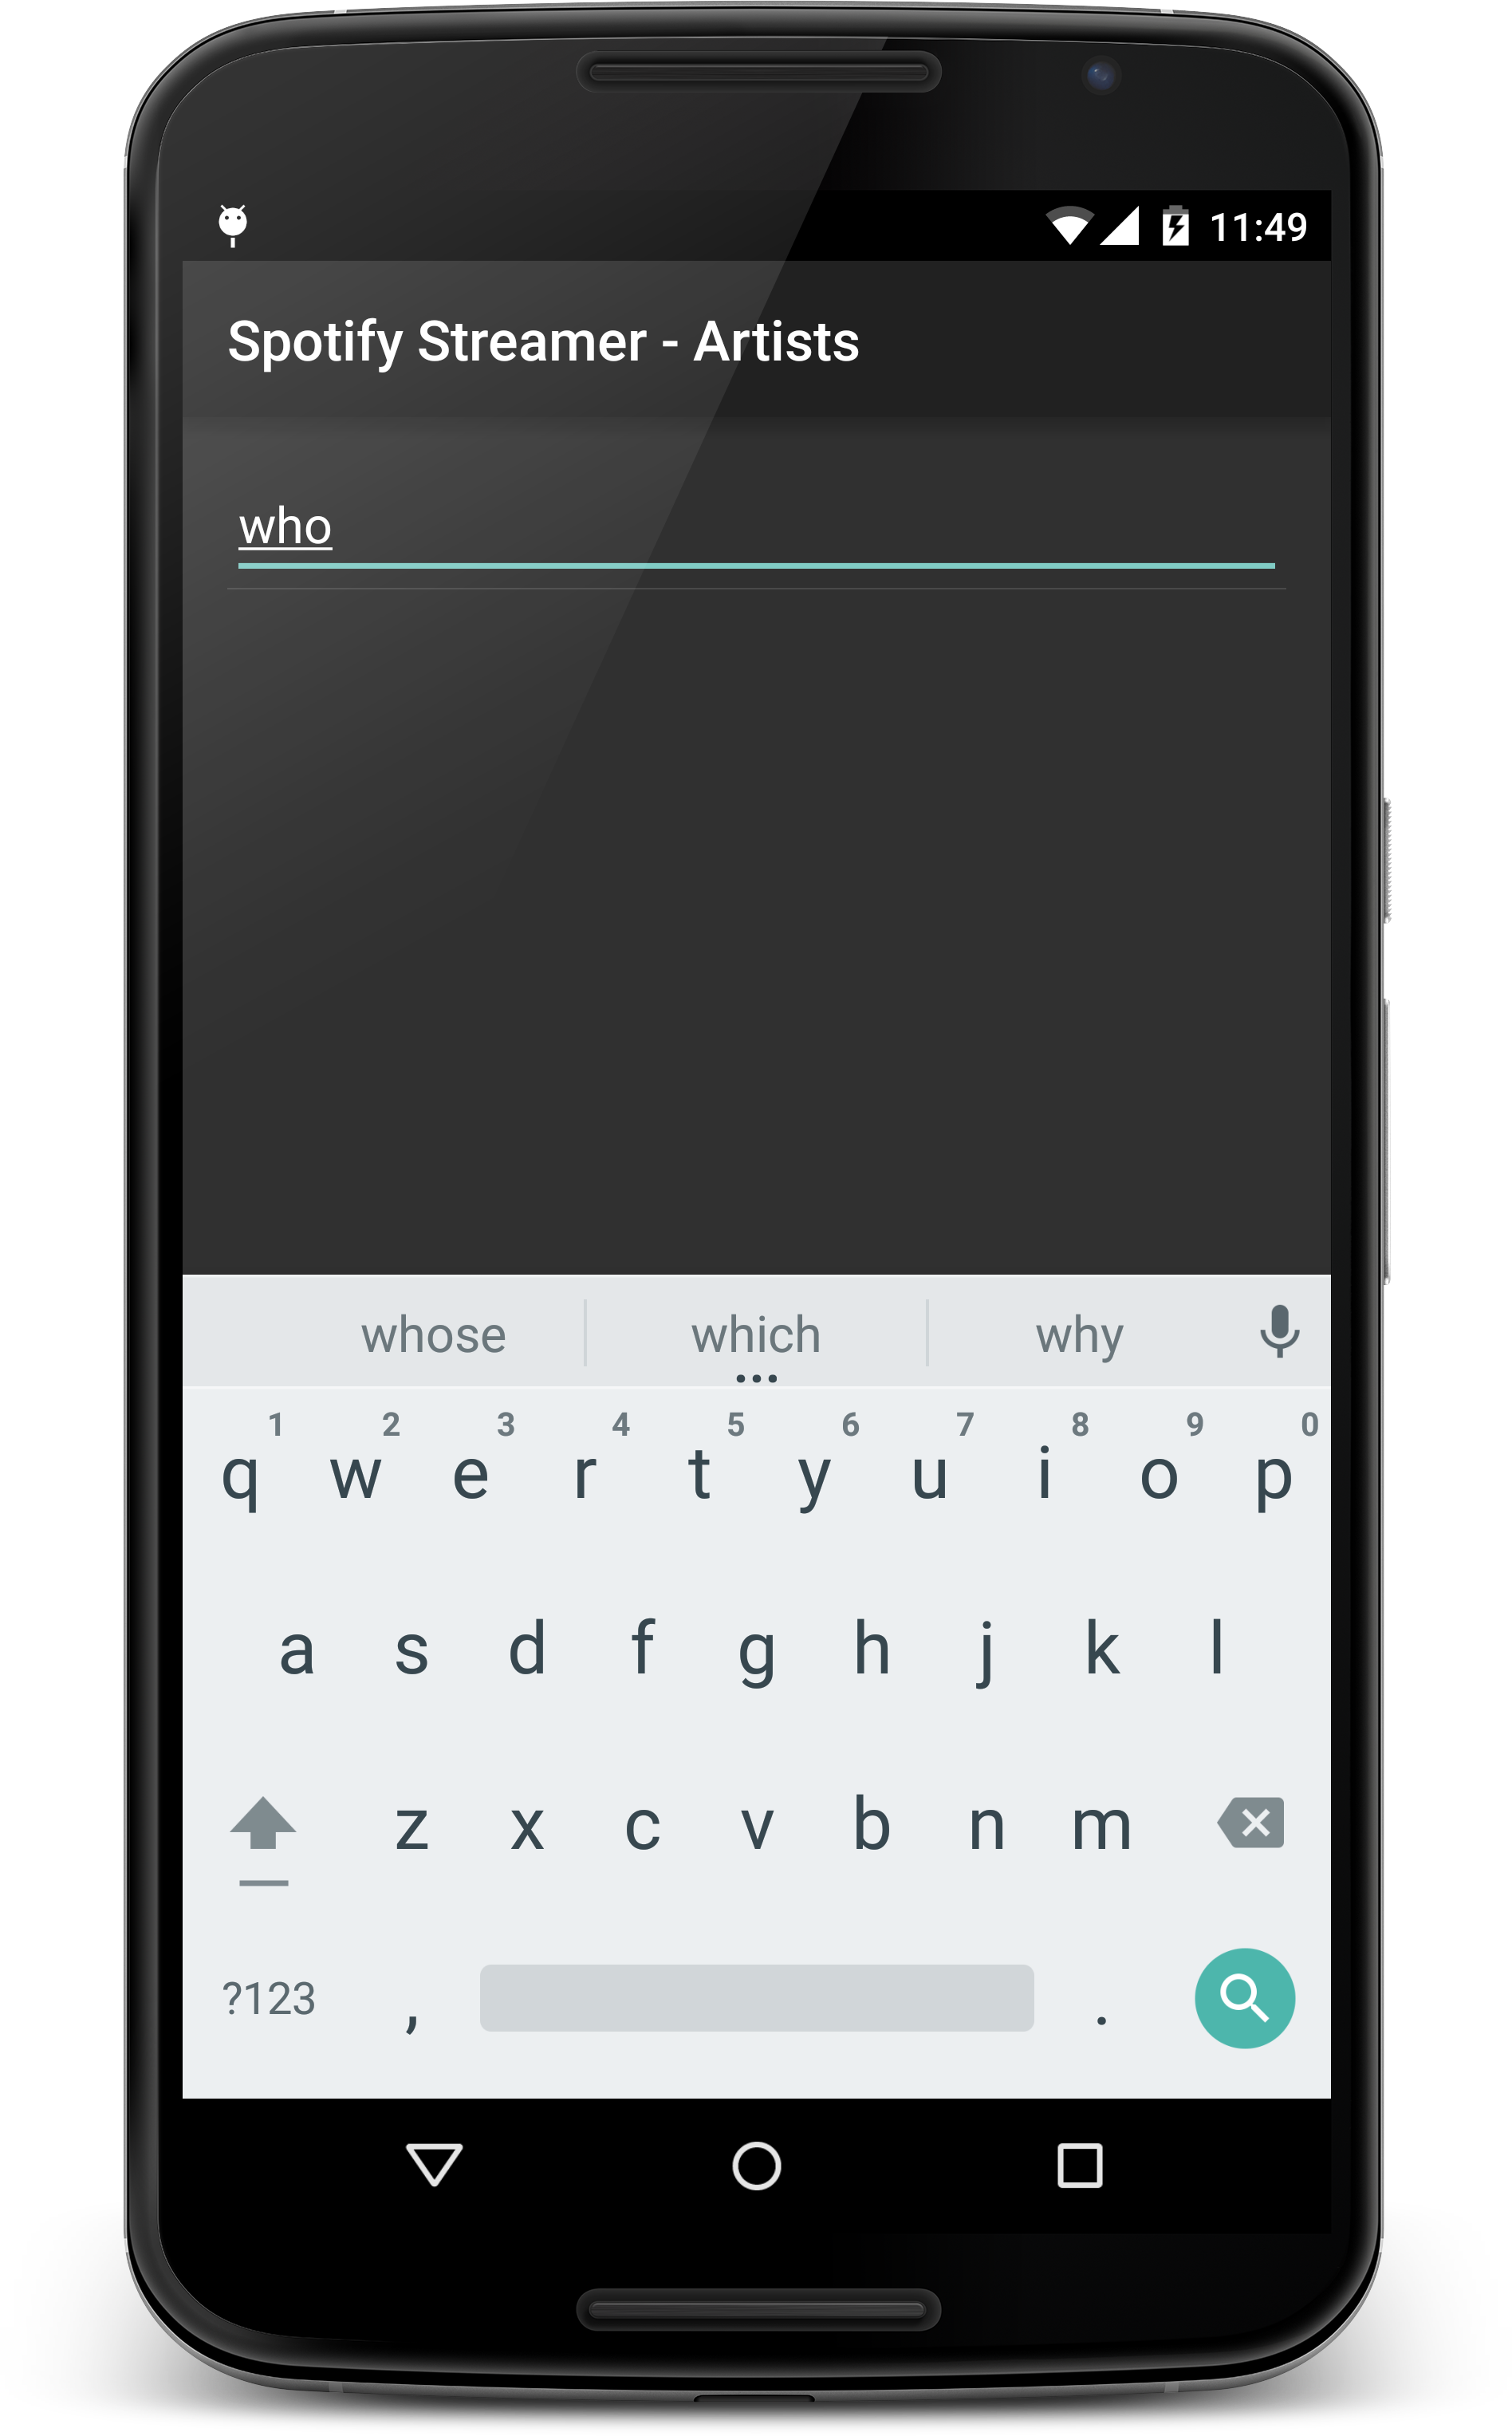 11:49
Spotify Streamer - Artists
who
whose which why
1 2 3 4 5 6 7 8 9 0
q w e r t y u i o p
a s d f g h j k l
z x c v b n m
?123 , .